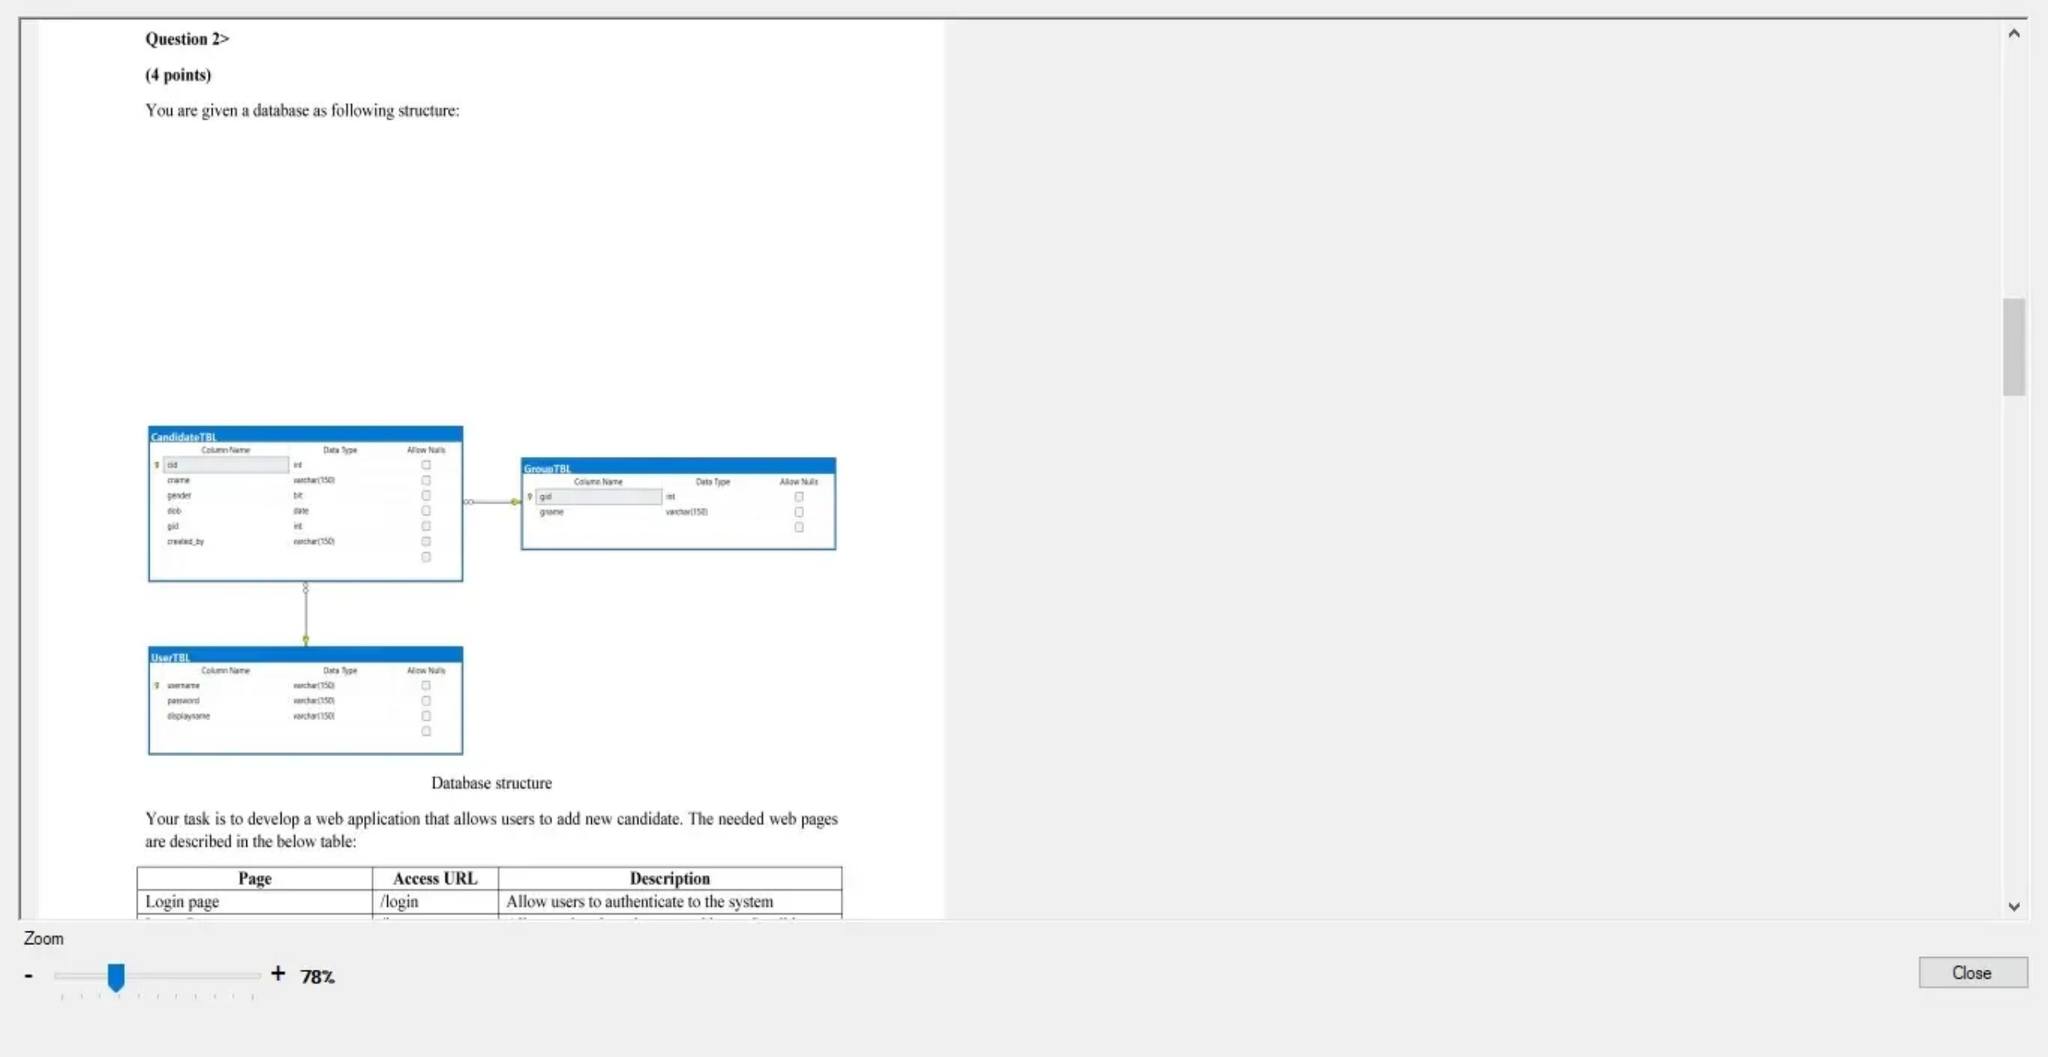 Question 2>
(4 points)
You are given a database as following structure:
CandidateTBL
Column Name Data Type Allow Nulls
cid int
cname varchar(150)
gender bit
dob date
gid int
created_by varchar(150)
GroupTBL
Column Name Data Type Allow Nulls
gid int
gname varchar(150)
UserTBL
Column Name Data Type Allow Nulls
username varchar(150)
password varchar(150)
displayname varchar(150)
Database structure
Your task is to develop a web application that allows users to add new candidate. The needed web pages
are described in the below table:
Page Access URL Description
Login page /login Allow users to authenticate to the system
Zoom
- + 78%
Close